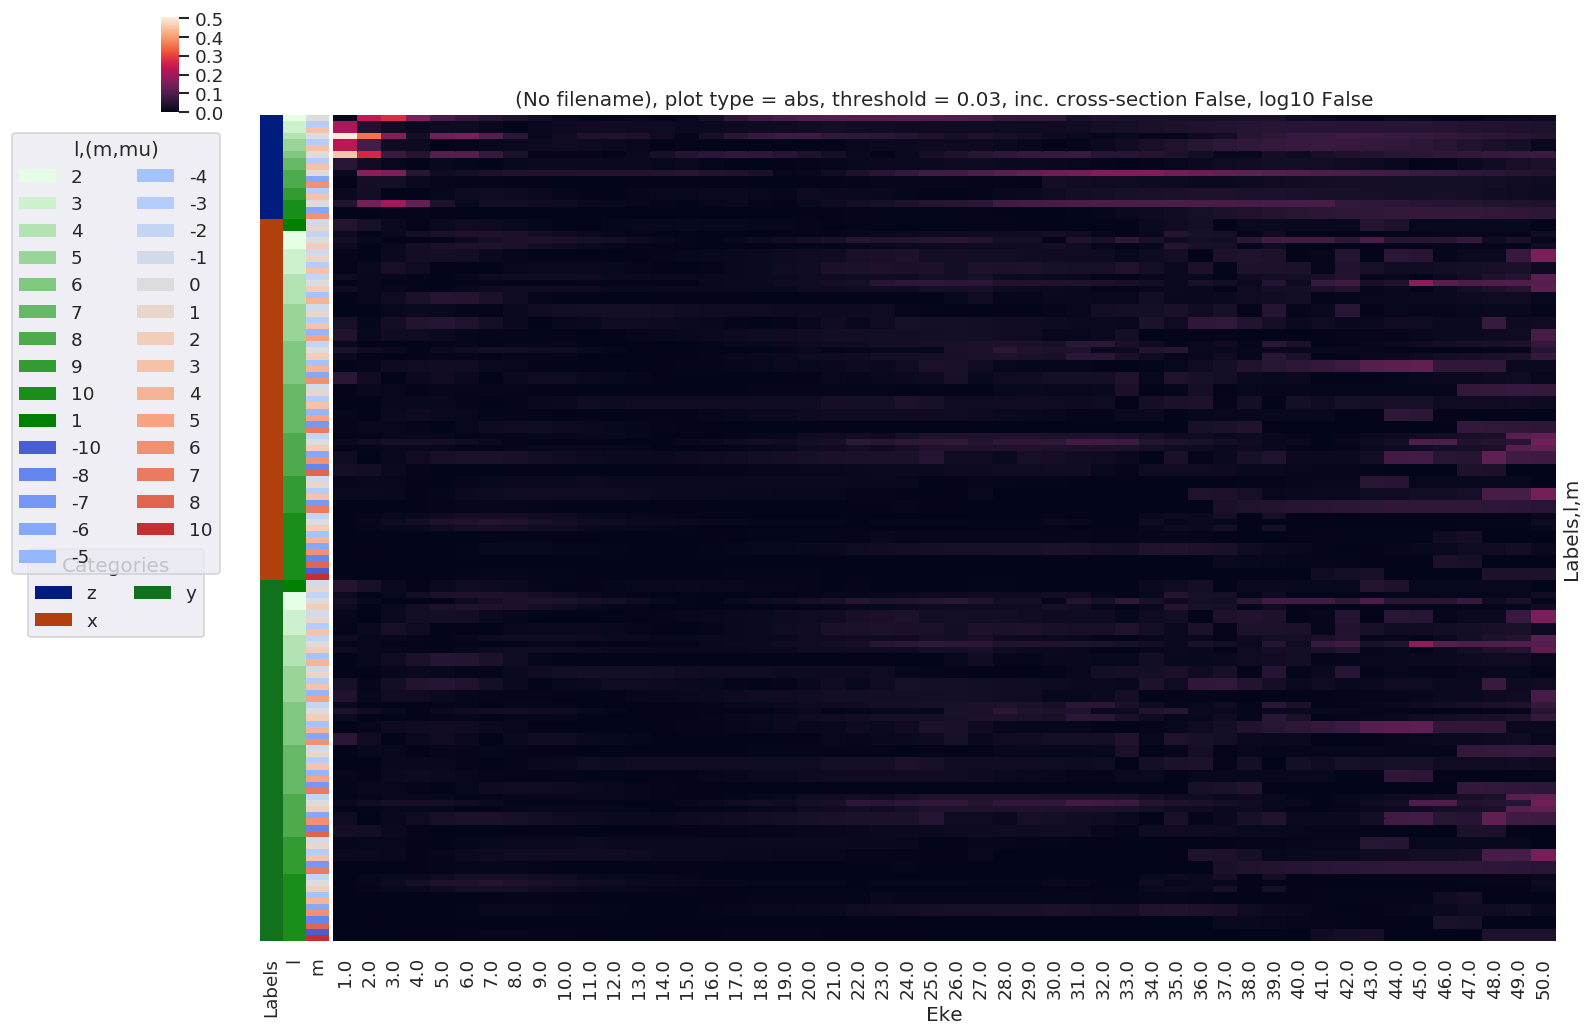 0.5
0.4
0.3
0.2
0.1
0.0
(No filename), plot type = abs, threshold = 0.03, inc. cross-section False, log10 False
l,(m,mu)
2 -4
3 -3
4 -2
5 -1
6 0
7 1
8 2
9 3
10 4
1 5
-10 6
-8 7
-7 8
-6 10
-5
Categories
z y
x
Labels,l,m
Labels l m 1.0 2.0 3.0 4.0 5.0 6.0 7.0 8.0 9.0 10.0 11.0 12.0 13.0 14.0 15.0 16.0 17.0 18.0 19.0 20.0 21.0 22.0 23.0 24.0 25.0 26.0 27.0 28.0 29.0 30.0 31.0 32.0 33.0 34.0 35.0 36.0 37.0 38.0 39.0 40.0 41.0 42.0 43.0 44.0 45.0 46.0 47.0 48.0 49.0 50.0
Eke